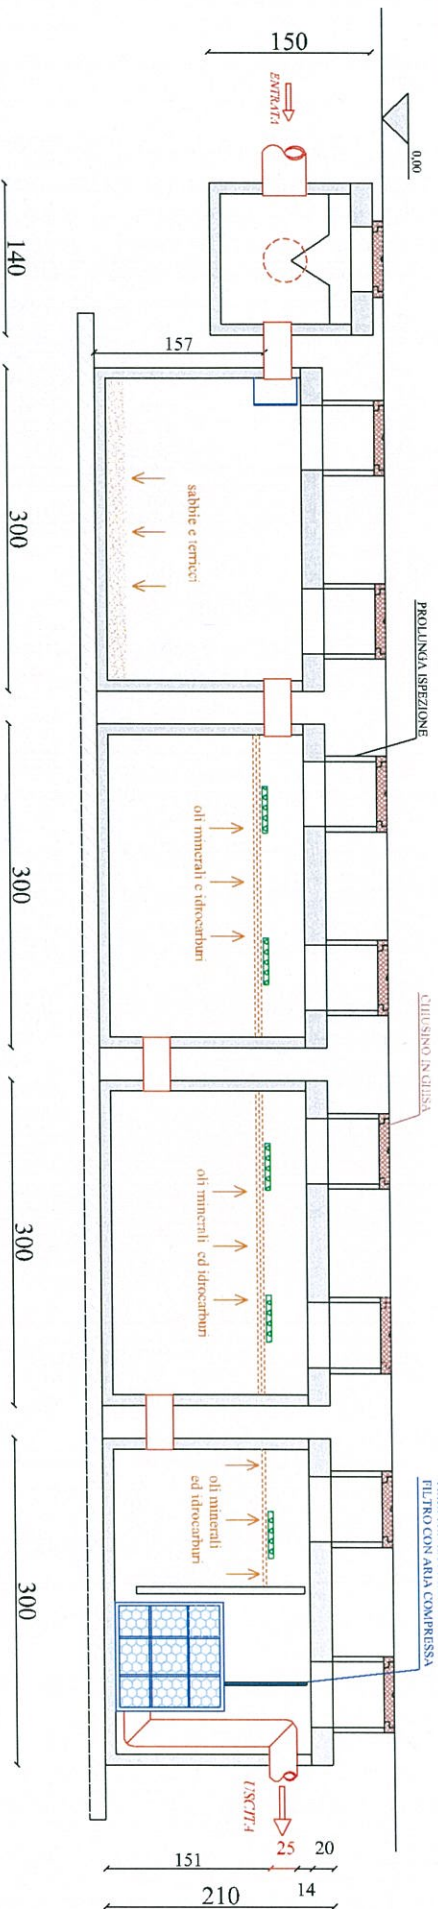 150
ENTRATA
0,00
140
157
300
sabbie e terricci
PROLUNGA ISPEZIONE
300
oli minerali e idrocarburi
CHIUSINO IN GHISA
300
oli minerali ed idrocarburi
FILTRO CON ARIA COMPRESSA
300
oli minerali
ed idrocarburi
USCITA
151
25
14
20
210